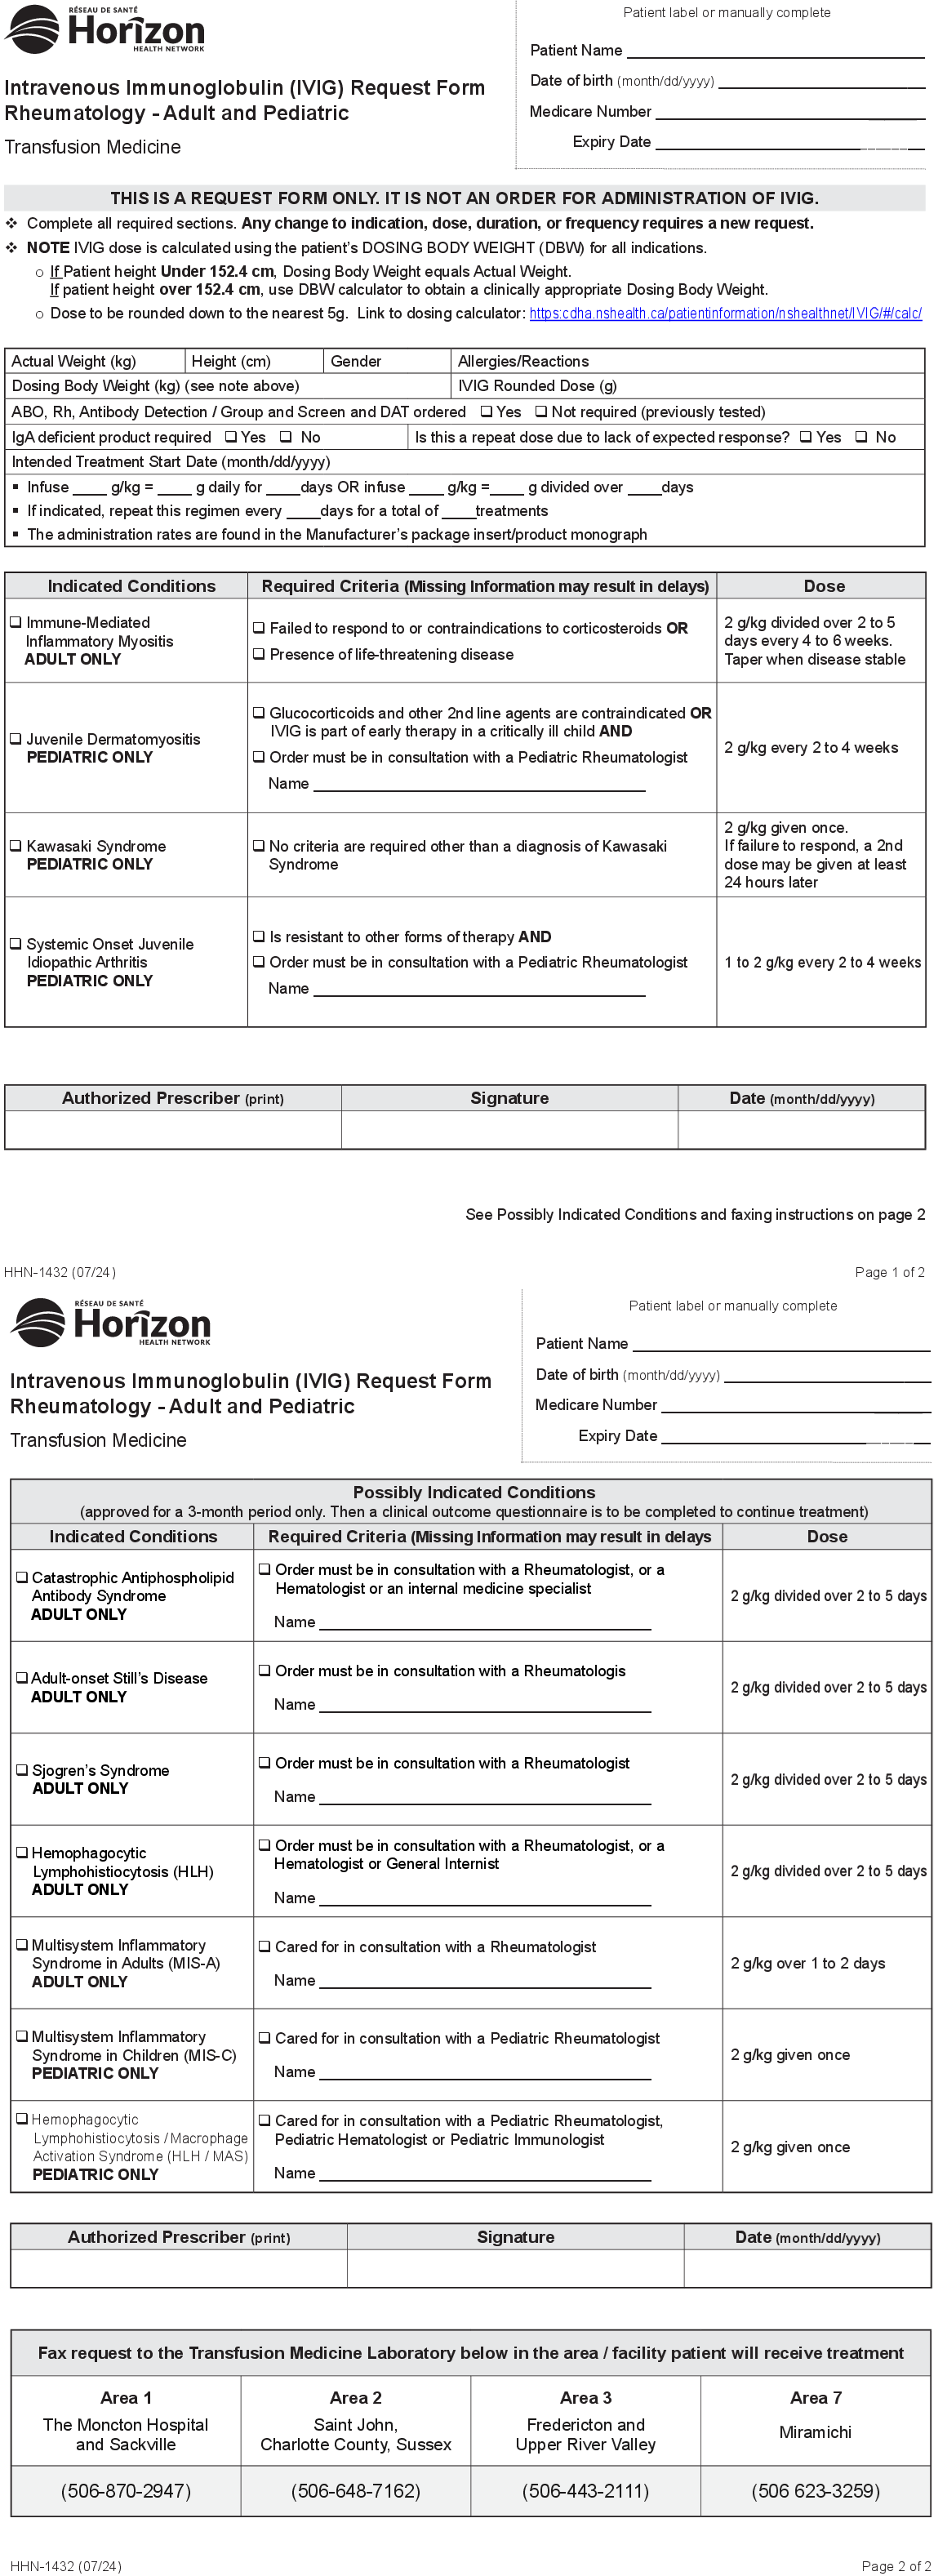 RÉSEAU DE SANTÉ
Horizon
HEALTH NETWORK
Patient label or manually complete
Patient Name
Date of birth (month/dd/yyyy)
Medicare Number
Expiry Date
Intravenous Immunoglobulin (IVIG) Request Form
Rheumatology - Adult and Pediatric
Transfusion Medicine
THIS IS A REQUEST FORM ONLY. IT IS NOT AN ORDER FOR ADMINISTRATION OF IVIG.
❖ Complete all required sections. Any change to indication, dose, duration, or frequency requires a new request.
❖ NOTE IVIG dose is calculated using the patient's DOSING BODY WEIGHT (DBW) for all indications.
o If Patient height Under 152.4 cm, Dosing Body Weight equals Actual Weight.
If patient height over 152.4 cm, use DBW calculator to obtain a clinically appropriate Dosing Body Weight.
o Dose to be rounded down to the nearest 5g. Link to dosing calculator: https:cdha.nshealth.ca/patientinformation/nshealthnet/IVIG/#/calc/
Actual Weight (kg) Height (cm) Gender Allergies/Reactions
Dosing Body Weight (kg) (see note above) IVIG Rounded Dose (g)
ABO, Rh, Antibody Detection / Group and Screen and DAT ordered ❑ Yes ❑ Not required (previously tested)
IgA deficient product required ❑ Yes ❑ No Is this a repeat dose due to lack of expected response? ❑ Yes ❑ No
Intended Treatment Start Date (month/dd/yyyy)
▪ Infuse ____ g/kg = ____ g daily for ____days OR infuse ____ g/kg =____ g divided over ____days
▪ If indicated, repeat this regimen every ____days for a total of ____treatments
▪ The administration rates are found in the Manufacturer's package insert/product monograph
Indicated Conditions Required Criteria (Missing Information may result in delays) Dose
❑ Immune-Mediated
Inflammatory Myositis
ADULT ONLY
❑ Failed to respond to or contraindications to corticosteroids OR
❑ Presence of life-threatening disease
2 g/kg divided over 2 to 5
days every 4 to 6 weeks.
Taper when disease stable
❑ Juvenile Dermatomyositis
PEDIATRIC ONLY
❑ Glucocorticoids and other 2nd line agents are contraindicated OR
IVIG is part of early therapy in a critically ill child AND
❑ Order must be in consultation with a Pediatric Rheumatologist
Name
2 g/kg every 2 to 4 weeks
❑ Kawasaki Syndrome
PEDIATRIC ONLY
❑ No criteria are required other than a diagnosis of Kawasaki
Syndrome
2 g/kg given once.
If failure to respond, a 2nd
dose may be given at least
24 hours later
❑ Systemic Onset Juvenile
Idiopathic Arthritis
PEDIATRIC ONLY
❑ Is resistant to other forms of therapy AND
❑ Order must be in consultation with a Pediatric Rheumatologist
Name
1 to 2 g/kg every 2 to 4 weeks
Authorized Prescriber (print) Signature Date (month/dd/yyyy)
See Possibly Indicated Conditions and faxing instructions on page 2
HHN-1432 (07/24) Page 1 of 2
RÉSEAU DE SANTÉ
Horizon
HEALTH NETWORK
Patient label or manually complete
Patient Name
Date of birth (month/dd/yyyy)
Medicare Number
Expiry Date
Intravenous Immunoglobulin (IVIG) Request Form
Rheumatology - Adult and Pediatric
Transfusion Medicine
Possibly Indicated Conditions
(approved for a 3-month period only. Then a clinical outcome questionnaire is to be completed to continue treatment)
Indicated Conditions Required Criteria (Missing Information may result in delays Dose
❑ Catastrophic Antiphospholipid
Antibody Syndrome
ADULT ONLY
❑ Order must be in consultation with a Rheumatologist, or a
Hematologist or an internal medicine specialist
Name
2 g/kg divided over 2 to 5 days
❑ Adult-onset Still's Disease
ADULT ONLY
❑ Order must be in consultation with a Rheumatologis
Name
2 g/kg divided over 2 to 5 days
❑ Sjogren's Syndrome
ADULT ONLY
❑ Order must be in consultation with a Rheumatologist
Name
2 g/kg divided over 2 to 5 days
❑ Hemophagocytic
Lymphohistiocytosis (HLH)
ADULT ONLY
❑ Order must be in consultation with a Rheumatologist, or a
Hematologist or General Internist
Name
2 g/kg divided over 2 to 5 days
❑ Multisystem Inflammatory
Syndrome in Adults (MIS-A)
ADULT ONLY
❑ Cared for in consultation with a Rheumatologist
Name
2 g/kg over 1 to 2 days
❑ Multisystem Inflammatory
Syndrome in Children (MIS-C)
PEDIATRIC ONLY
❑ Cared for in consultation with a Pediatric Rheumatologist
Name
2 g/kg given once
❑ Hemophagocytic
Lymphohistiocytosis / Macrophage
Activation Syndrome (HLH / MAS)
PEDIATRIC ONLY
❑ Cared for in consultation with a Pediatric Rheumatologist,
Pediatric Hematologist or Pediatric Immunologist
Name
2 g/kg given once
Authorized Prescriber (print) Signature Date (month/dd/yyyy)
Fax request to the Transfusion Medicine Laboratory below in the area / facility patient will receive treatment
Area 1
The Moncton Hospital
and Sackville
(506-870-2947)
Area 2
Saint John,
Charlotte County, Sussex
(506-648-7162)
Area 3
Fredericton and
Upper River Valley
(506-443-2111)
Area 7
Miramichi
(506 623-3259)
HHN-1432 (07/24) Page 2 of 2